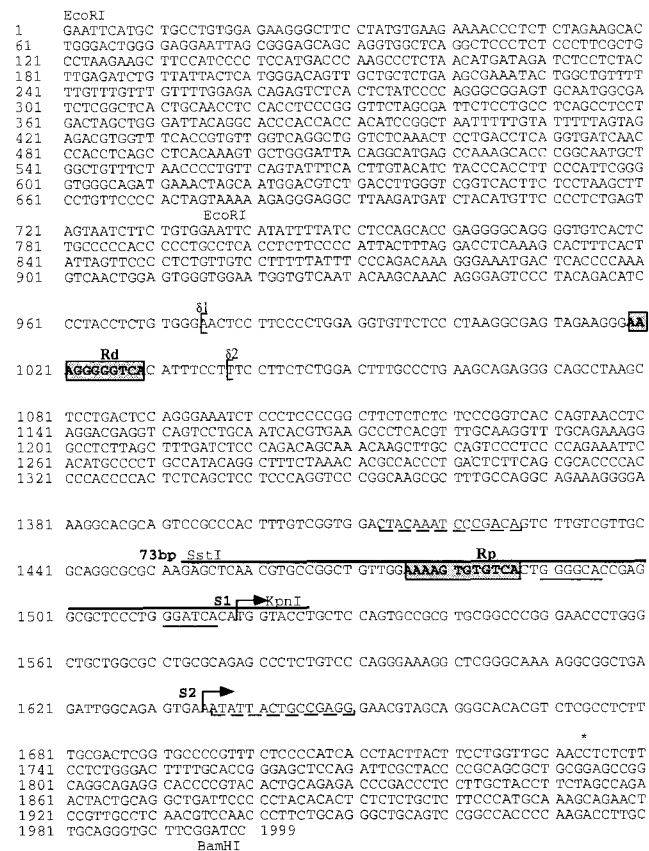 EcoRI
1 GAATTCATGC TGCCTGTGGA GAAGGGCTTC CTATGTGAAG AAAACCCTCT CTAGAAGCAC
61 TGGGACTGGG GAGGAATTAG CGGGAGCAGC AGGTGGCTCA GGCTCCCTCT CCCTTCGCTG
121 CCTAAGAAGC TTCCATCCCC TCCATGACCC AAGCCCTCTA ACATGATAGA TCTCCTCTAC
181 TTGAGATCTG TTATTACTCA TGGGACAGTT GCTGCTCTGA AGCGAAATAC TGGCTGTTTT
241 TTGTTTGTTT GTTTTGGAGA CAGAGTCTCA CTCTATCCCC AGGCGGAGTG CAATGGCGA
301 TCTCGGCTCA CTGCAACCTC CACCTCCCGG GTTCTAGCGA TTCTCCTGCC TCAGCCTCCT
361 GACTAGCTGG GATTACAGGC ACCCACCACC ACATCCGGCT AATTTTTGTA TTTTTAGTAG
421 AGACGTGGTT TCACCGTGTT GGTCAGGCTG GTCTCAAACT CCTGACCTCA GGTGATCAAC
481 CCACCTCAGC CTCACAAAGT GCTGGGATTA CAGGCATGAG CCAAAGCACC CGGCAATGCT
541 GGCTGTTTCT AACCCCTGTT CAGTATTTCA CTTGTACATC TACCCACCTT CCCATTCGGG
601 GTGGGCAGAT GAAACTAGCA ATGGACGTCT GACCTTGGGT CGGTCACTTC TCCTAAGCTT
661 CCTGTTCCCC ACTAGTAAAA AGAGGGAGGC TTAAGATGAT CTACATGTTC CCCTCTGAGT
721 AGTAATCTTC TGTGGAATTC ATATTTTATC CTCCAGCACC GAGGGGCAGG GGTGTCACTC
EcoRI
781 TGCCCCCACC CCCTGCCTCA CCTCTTCCCC ATTACTTTAG GACCTCAAAG CACTTTCACT
841 ATTAGTTCCC CTCTGTTGTC CTTTTTATTT CCCAGACAAA GGGAAATGAC TCACCCCAAA
901 GTCAACTGGA GTGGGTGGAA TGGTGTCAAT ACAAGCAAAC AGGGAGTCCC CTACAGACATC
δ1
961 CCTACCTCTG TGGGAACTCC TTCCCCTGGA GGTGTTCTCC CTAAGGCGAG TAGAAGGGAA
Rd δ2
1021 AGGGGGTCAC ATTTCCTTTCC CTTCTCTGGA CTTTGCCCTG AAGCAGAGGG CAGCCTAAGC
1081 TCCTGACTCC AGGGAAATCT CCCTCCCCGG CTTCTCTCTC TCCCGGTCAC CAGTAACCTC
1141 AGGACGAGGT CAGTCCTGCA ATCACGTGAA GCCCTCACGT TTGCAAGGTT TGCAGAAAGG
1201 GCCTCTTAGC TTTGATCTCC CAGACAGCAA ACAAGCTTGC CAGTCCCTCC CCAGAAATTC
1261 ACATGCCCCT GCCATACAGG CTTTCTAAAC ACGCCACCCT GACTCTTCAG CGCACCCCAC
1321 CCCACCCCAC TCTCAGCTCC TCCCAGGTCC CGGCAAGCGC TTTGCCAGGC AGAAAGGGGA
1381 AAGGCACGCA GTCCGCCCAC TTTGTCGGTG GGACTACAAAT CCCGACAGTC TTGTCGTTGC
73bp SstI Rp
1441 GCAGGCGCGC AAGAGCTCAA CGTGCCGGCT GTTGGAAAAG TGTGTCACTG GGGCACCGAG
S1 KpnI
1501 GCGCTCCCTG GGATCACATGG TACCTGCTCC CAGTGCCGCG TGCGGCCCGG GAACCCTGGG
1561 CTGCTGGCGC CCTGCGCAGAG CCCTCTGTCC CAGGGAAAGG CTCGGGCAAA AGGCGGCTGA
S2
1621 GATTGGCAGA GTGAAATATT ACTGCCGAGG GAACGTAGCA GGGCACACGT CTCGCCTCTT
*
1681 TGCGACTCGG TGCCCCGTTT CTCCCCATCA CCTACTTACT TCCTGGTTGC AACCTCTCTT
1741 CCTCTGGGAC TTTTGCACCG GGAGCTCCAG ATTCGCTACC CCGCAGCGCT GCGGAGCCGG
1801 CAGGCAGAGG CACCCCGTAC ACTGCAGAGA CCCGACCCTC CTTGCTACCT TCTAGCCAGA
1861 ACTACTGCAG GCTGATTCCC CCTACACACT CTCTCTGCTC TTCCCATGCA AAGCAGAACT
1921 CCGTTGCCTC AACGTCCAAC CCTTCTGCAG GGCTGCAGTC CGGCCACCCC AAGACCTTGC
1981 TGCAGGGTGC TTCGGATCC 1999
BamHI